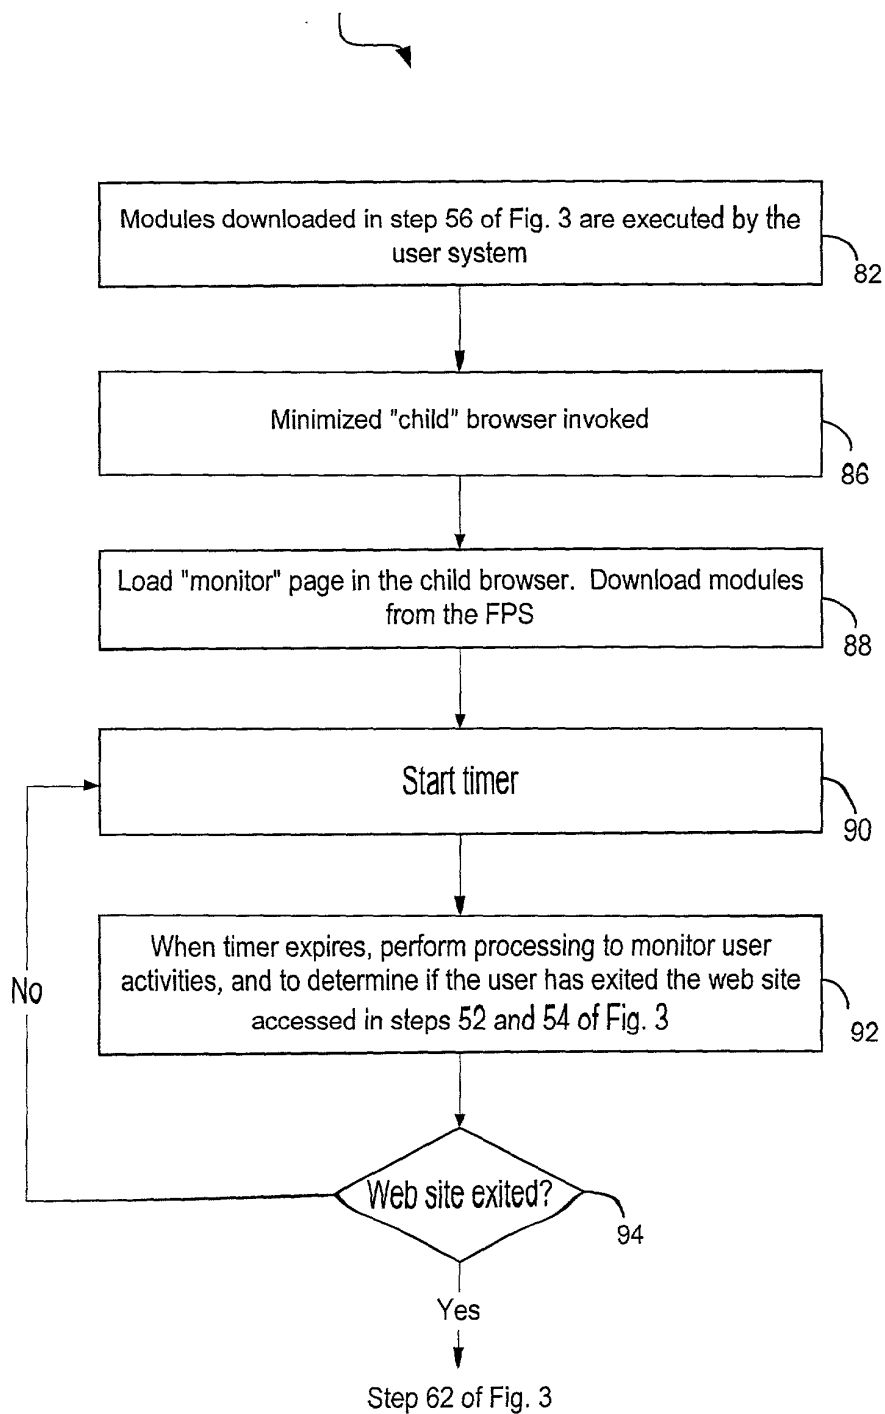 Modules downloaded in step 56 of Fig. 3 are executed by the
user system
82
Minimized "child" browser invoked
86
Load "monitor" page in the child browser.  Download modules
from the FPS
88
Start timer
90
When timer expires, perform processing to monitor user
activities, and to determine if the user has exited the web site
accessed in steps 52 and 54 of Fig. 3
92
No
Web site exited?
94
Yes
Step 62 of Fig. 3